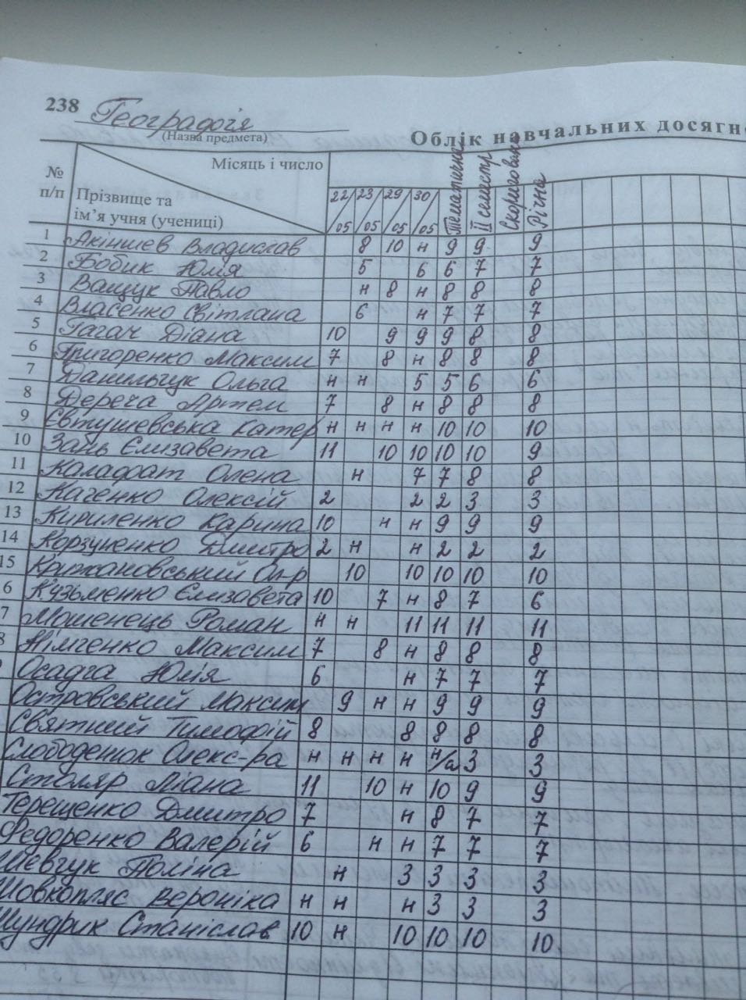 238 Географія
(Назва предмета)
Облік навчальних досягн
№ п/п
Місяць і число
Прізвище та ім’я учня (учениці)
22/05 23/05 29/05 30/05 Тематична ІІ семестр Скоригована Річна
1 Акіншев Владислав 8 10 н 9 9 9
2 Бобик Юлія 5 6 6 7 7
3 Ващук Павло н 8 н 8 8 8
4 Власенко Світлана 6 н 7 7 7
5 Гагач Діана 10 9 9 9 8 8
6 Григоренко Максим 7 8 н 8 8 8
7 Данильчук Ольга н н 5 5 6 6
8 Дереча Артем 7 8 н 8 8 8
9 Євтушевська Катер н н н н 10 10 10
10 Зань Єлизавета 11 10 10 10 10 9
11 Каладфат Олена н 7 7 8 8
12 Каченко Олексій 2 2 2 3 3
13 Кириленко Карина 10 н н 9 9 9
14 Корзуненко Дмитро 2 н н 2 2 2
15 Крижановський Ол-р 10 10 10 10 10
6 Кузьменко Єлизавета 10 7 н 8 7 6
7 Мошенець Роман н н 11 11 11 11
8 Німченко Максим 7 8 н 8 8 8
Осадча Юлія 6 н 7 7 7
Островський Максим 9 н н 9 9 9
Святний Тимофій 8 8 8 8 8
Слободенюк Олекс-ра н н н н н/а 3 3
Столяр Ліана 11 10 н 10 9 9
Терещенко Дмитро 7 н 8 7 7
Федоренко Валерій 6 н н 7 7 7
Шевчук Поліна н 3 3 3 3
Шовкопляс Вероніка н н н 3 3 3
Шундрик Станіслав 10 н 10 10 10 10